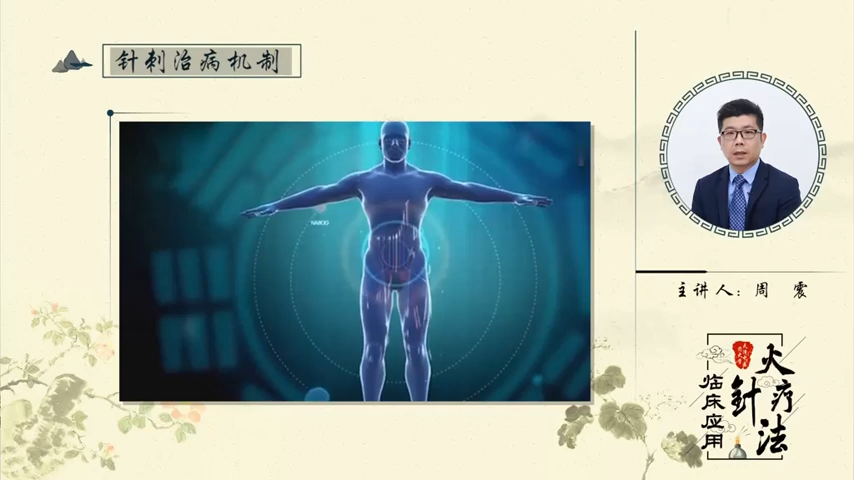 针刺治病机制
主讲人：周 震
火针疗法
临床应用